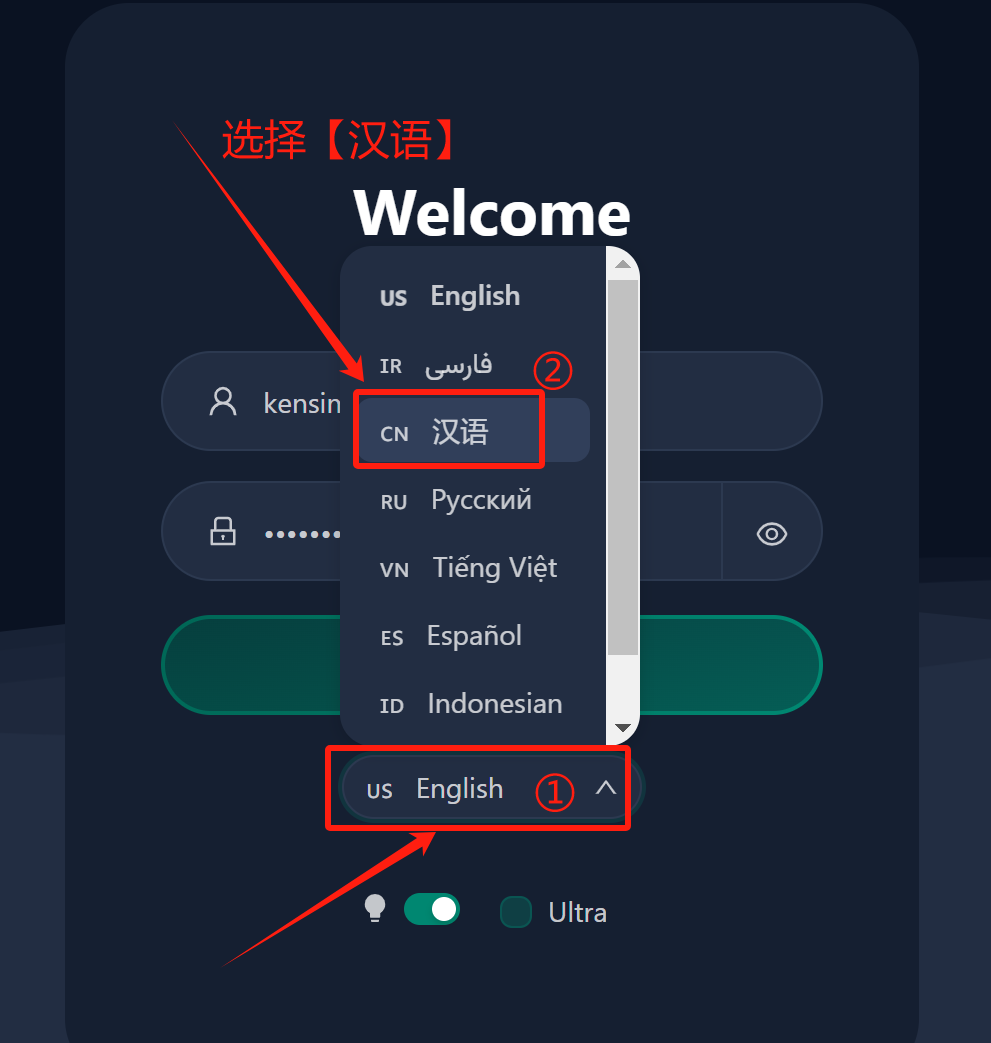 选择【汉语】
Welcome
US English
IR فارسی
②
kensin
CN 汉语
RU Русский
•••••••
VN Tiếng Việt
ES Español
ID Indonesian
US English ①
Ultra